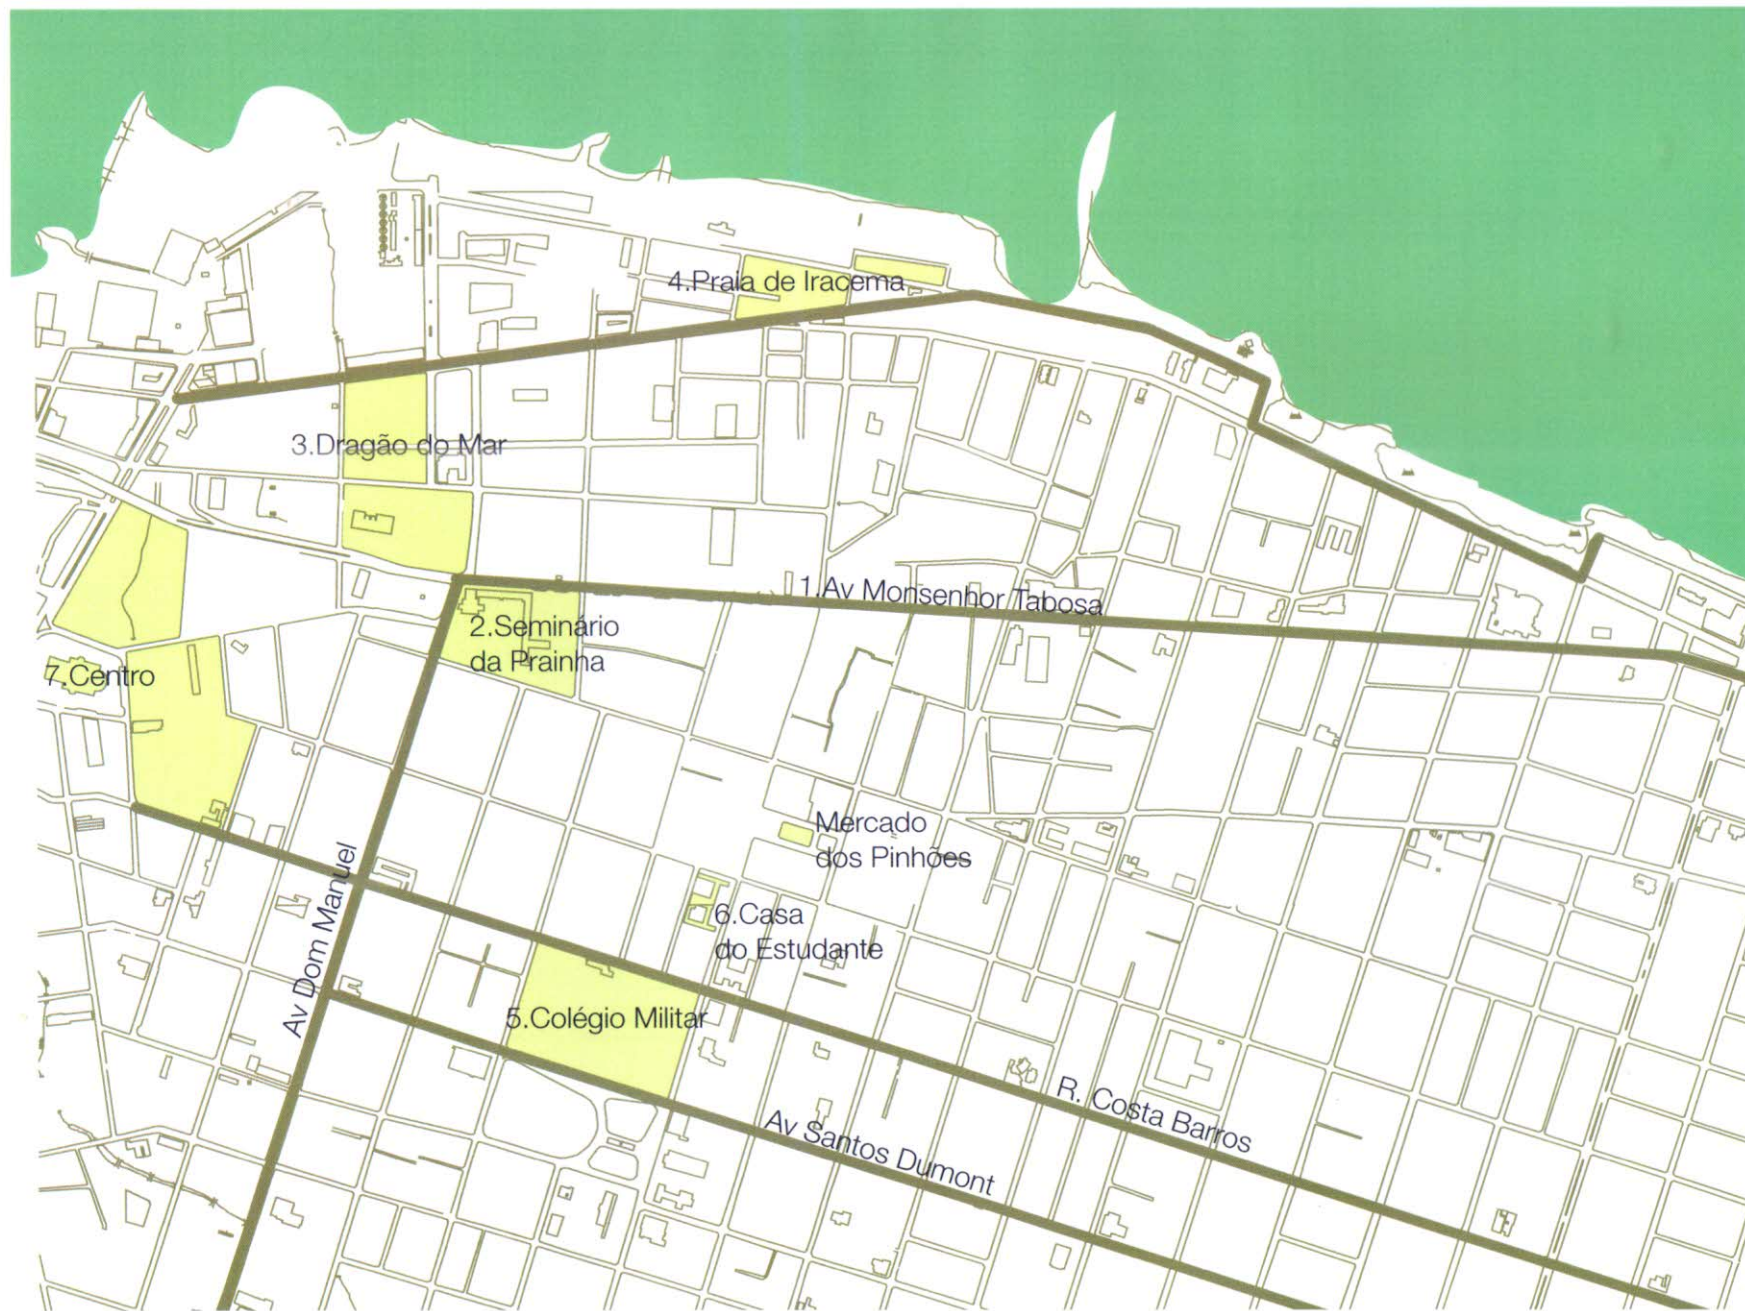 4.Praia de Iracema
3.Dragão do Mar
1.Av Monsenhor Tabosa
2.Seminário
da Prainha
7.Centro
Mercado
dos Pinhões
Av Dom Manuel
6.Casa
do Estudante
5.Colégio Militar
R. Costa Barros
Av Santos Dumont